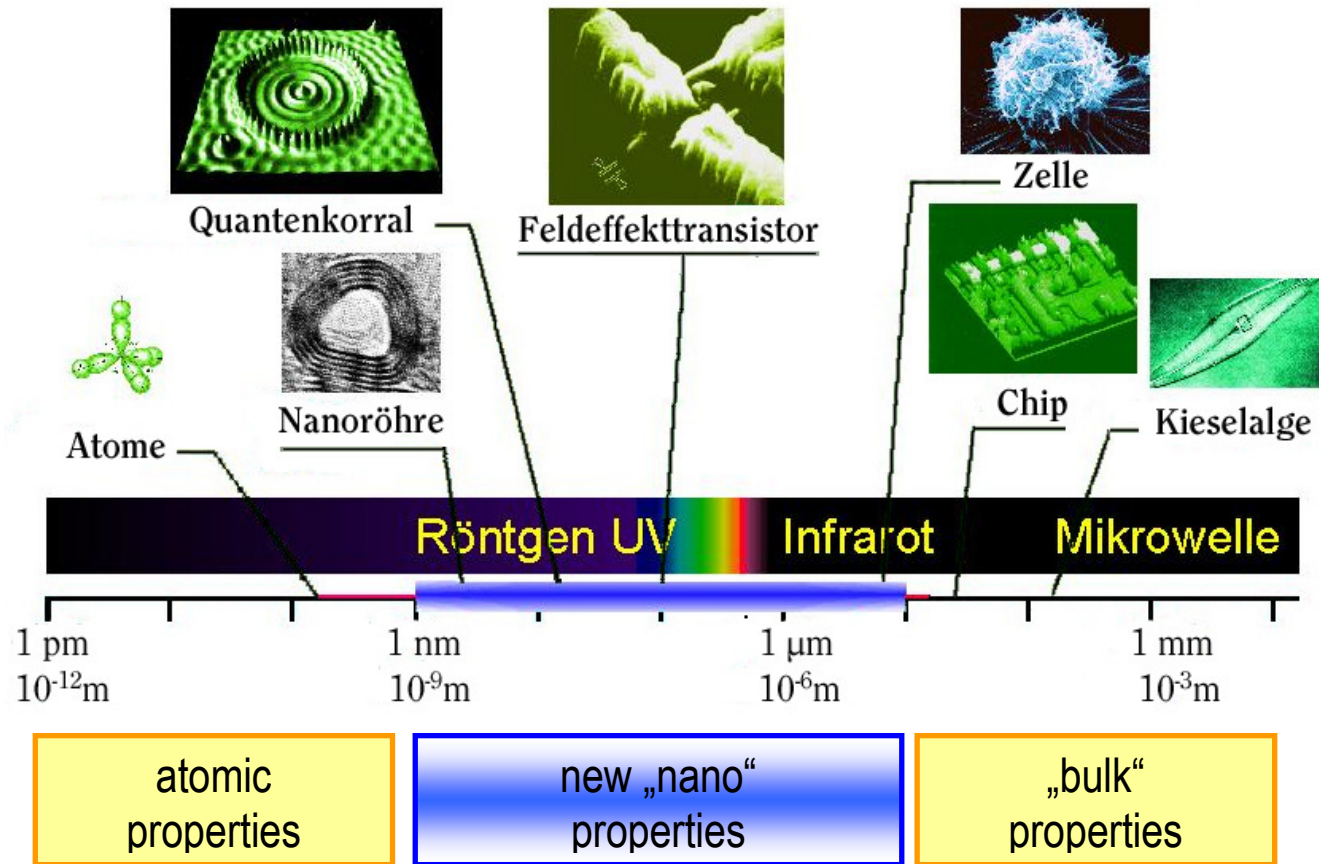 Quantenkorral
Feldeffekttransistor
Zelle
Nanoröhre
Chip
Kieselalge
Atome
Röntgen UV
Infrarot
Mikrowelle
1 pm
1 nm
1 µm
1 mm
10⁻¹²m
10⁻⁹m
10⁻⁶m
10⁻³m
atomic
properties
new „nano“
properties
„bulk“
properties